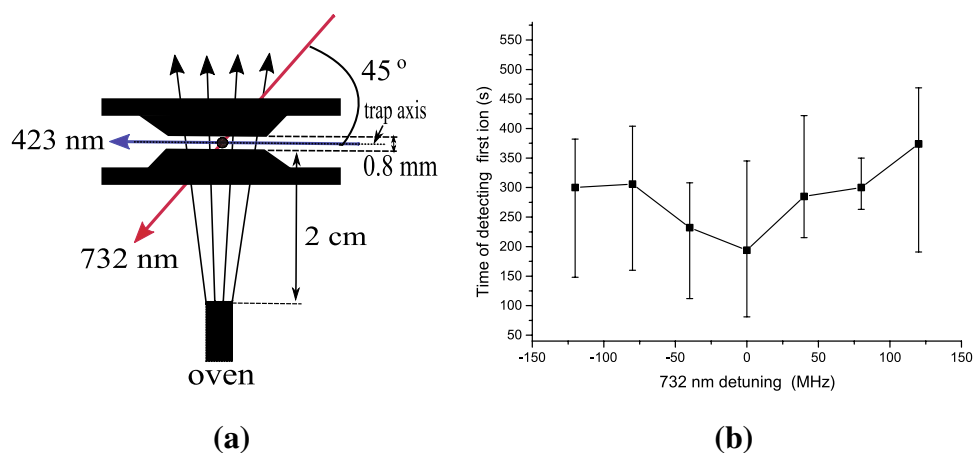 45 °
trap axis
423 nm
0.8 mm
2 cm
732 nm
oven
(a)
Time of detecting first ion (s)
550
500
450
400
350
300
250
200
150
100
50
-150 -100 -50 0 50 100 150
732 nm detuning (MHz)
(b)